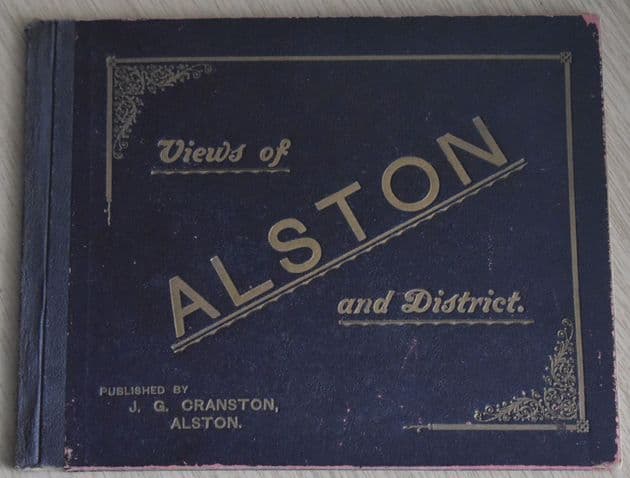 Views of
ALSTON
and District.
PUBLISHED BY
J. G. CRANSTON,
ALSTON.